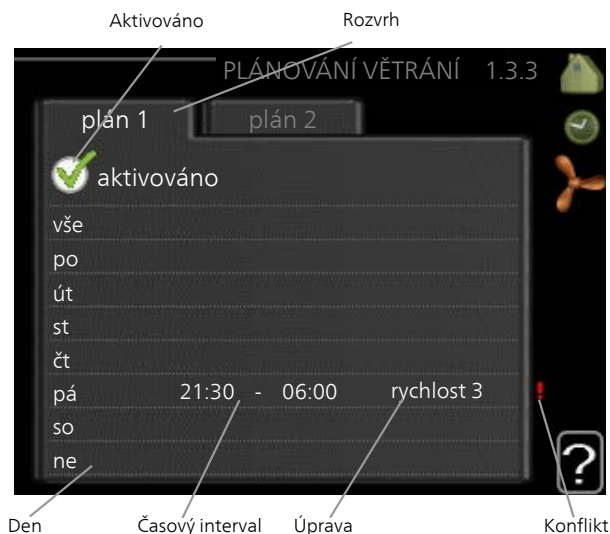 Aktivováno Rozvrh
PLÁNOVÁNÍ VĚTRÁNÍ 1.3.3
plán 1 plán 2
aktivováno
vše
po
út
st
čt
pá 21:30 - 06:00 rychlost 3 !
so
ne
?
Den Časový interval Úprava Konflikt